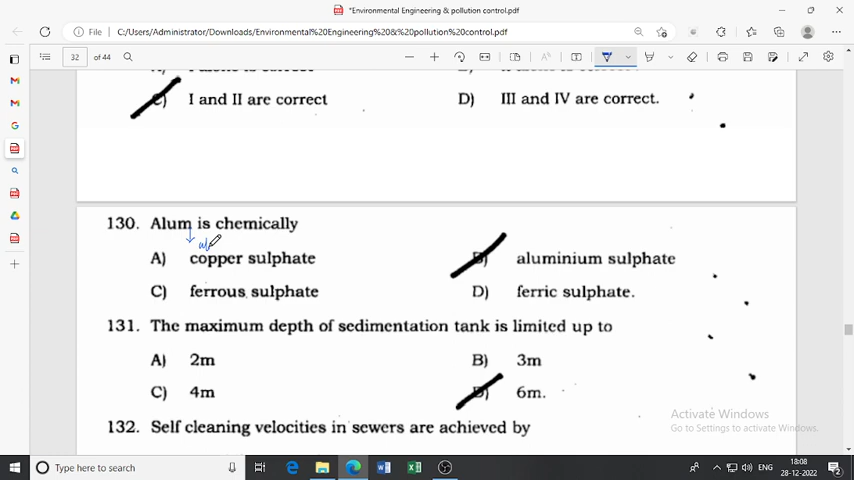 *Environmental Engineering & pollution control.pdf
File
C:/Users/Administrator/Downloads/Environmental%20Engineering%20&%20pollution%20control.pdf
32 of 44
C) I and II are correct
D) III and IV are correct.
130. Alum is chemically
A) copper sulphate
B) aluminium sulphate
C) ferrous sulphate
D) ferric sulphate.
131. The maximum depth of sedimentation tank is limited up to
A) 2m
B) 3m
C) 4m
D) 6m.
132. Self cleaning velocities in sewers are achieved by
Activate Windows
Go to Settings to activate Windows.
Type here to search
ENG
18:08
28-12-2022
2